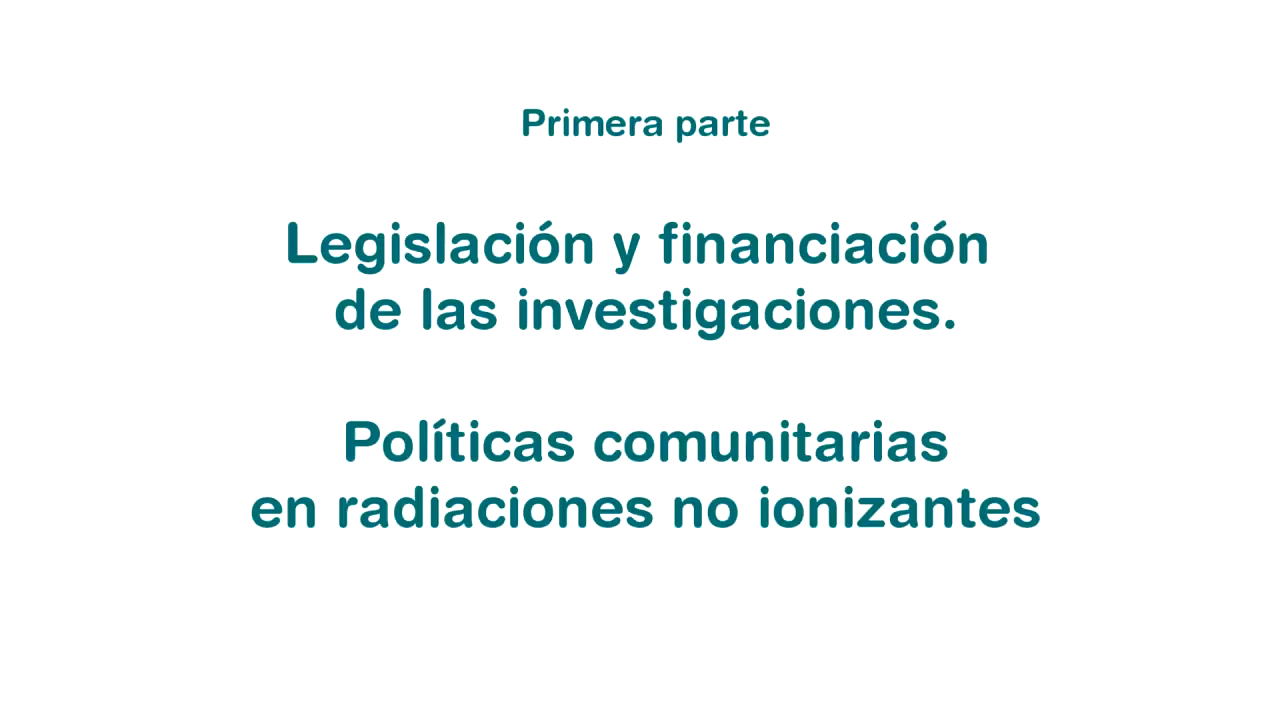 Primera parte
Legislación y financiación
de las investigaciones.
Políticas comunitarias
en radiaciones no ionizantes